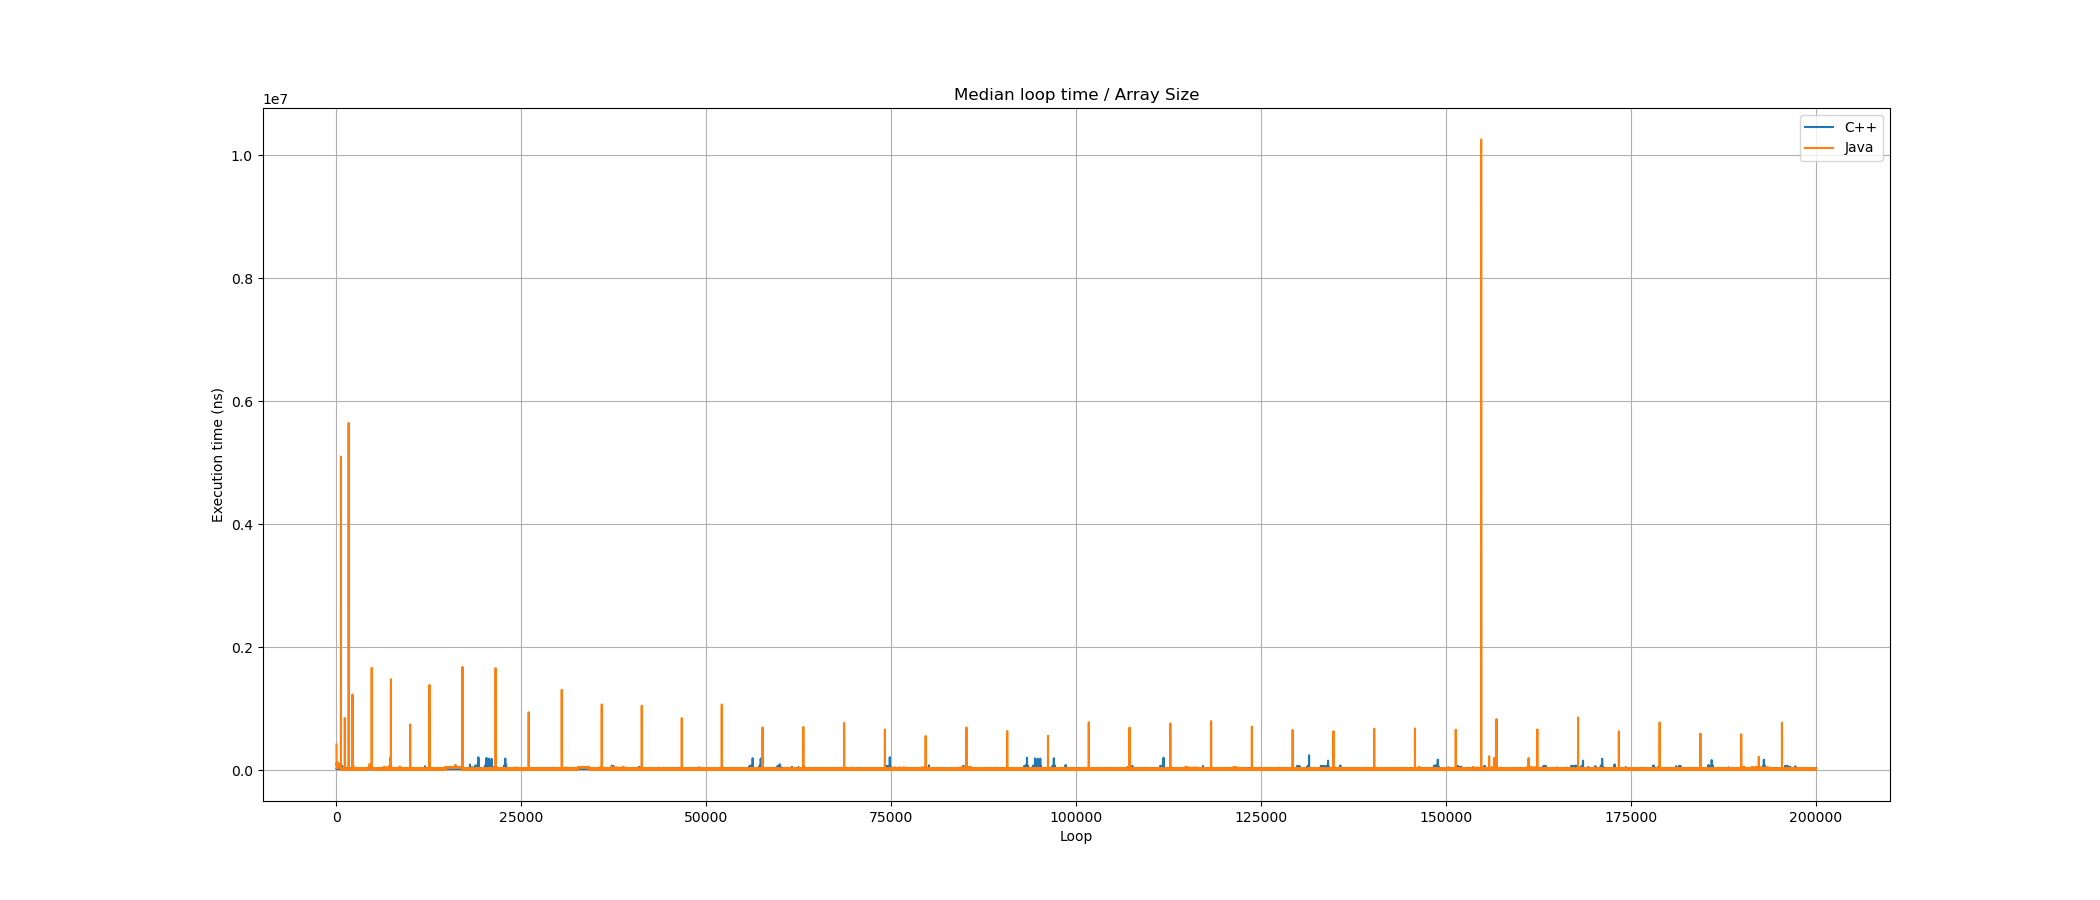 Median loop time / Array Size
1e7
C++
Java
1.0
0.8
0.6
0.4
0.2
0.0
Execution time (ns)
0 25000 50000 75000 100000 125000 150000 175000 200000
Loop